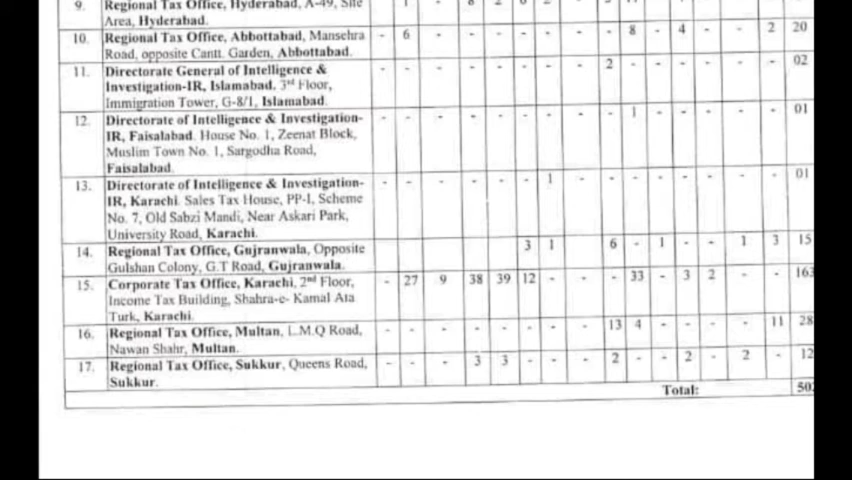 9. Regional Tax Office, Hyderabad, A-49, Site
Area, Hyderabad.
10. Regional Tax Office, Abbottabad, Mansehra - 6 - - - - - - 8 - 4 - - 2 20
Road, opposite Cantt. Garden, Abbottabad.
11. Directorate General of Intelligence & - - - - - - - 2 - - - - - - 02
Investigation-IR, Islamabad. 3rd Floor,
Immigration Tower, G-8/1, Islamabad.
12. Directorate of Intelligence & Investigation- - - - - - - - - 1 - - - - - 01
IR, Faisalabad. House No. 1, Zeenat Block,
Muslim Town No. 1, Sargodha Road,
Faisalabad.
13. Directorate of Intelligence & Investigation- - - - - - 1 - - - - - - - - 01
IR, Karachi. Sales Tax House, PP-I, Scheme
No. 7, Old Sabzi Mandi, Near Askari Park,
University Road, Karachi.
14. Regional Tax Office, Gujranwala, Opposite 3 1 6 - 1 - - 1 3 15
Gulshan Colony, G.T Road, Gujranwala.
15. Corporate Tax Office, Karachi, 2nd Floor, - 27 9 38 39 12 - - - 33 - 3 2 - - 163
Income Tax Building, Shahra-e- Kamal Ata
Turk, Karachi.
16. Regional Tax Office, Multan, L.M.Q Road, - - - - - - - - 13 4 - - - - 11 28
Nawan Shahr, Multan.
17. Regional Tax Office, Sukkur, Queens Road, - - - 3 3 - - - 2 - - 2 - 2 - 12
Sukkur.
Total: